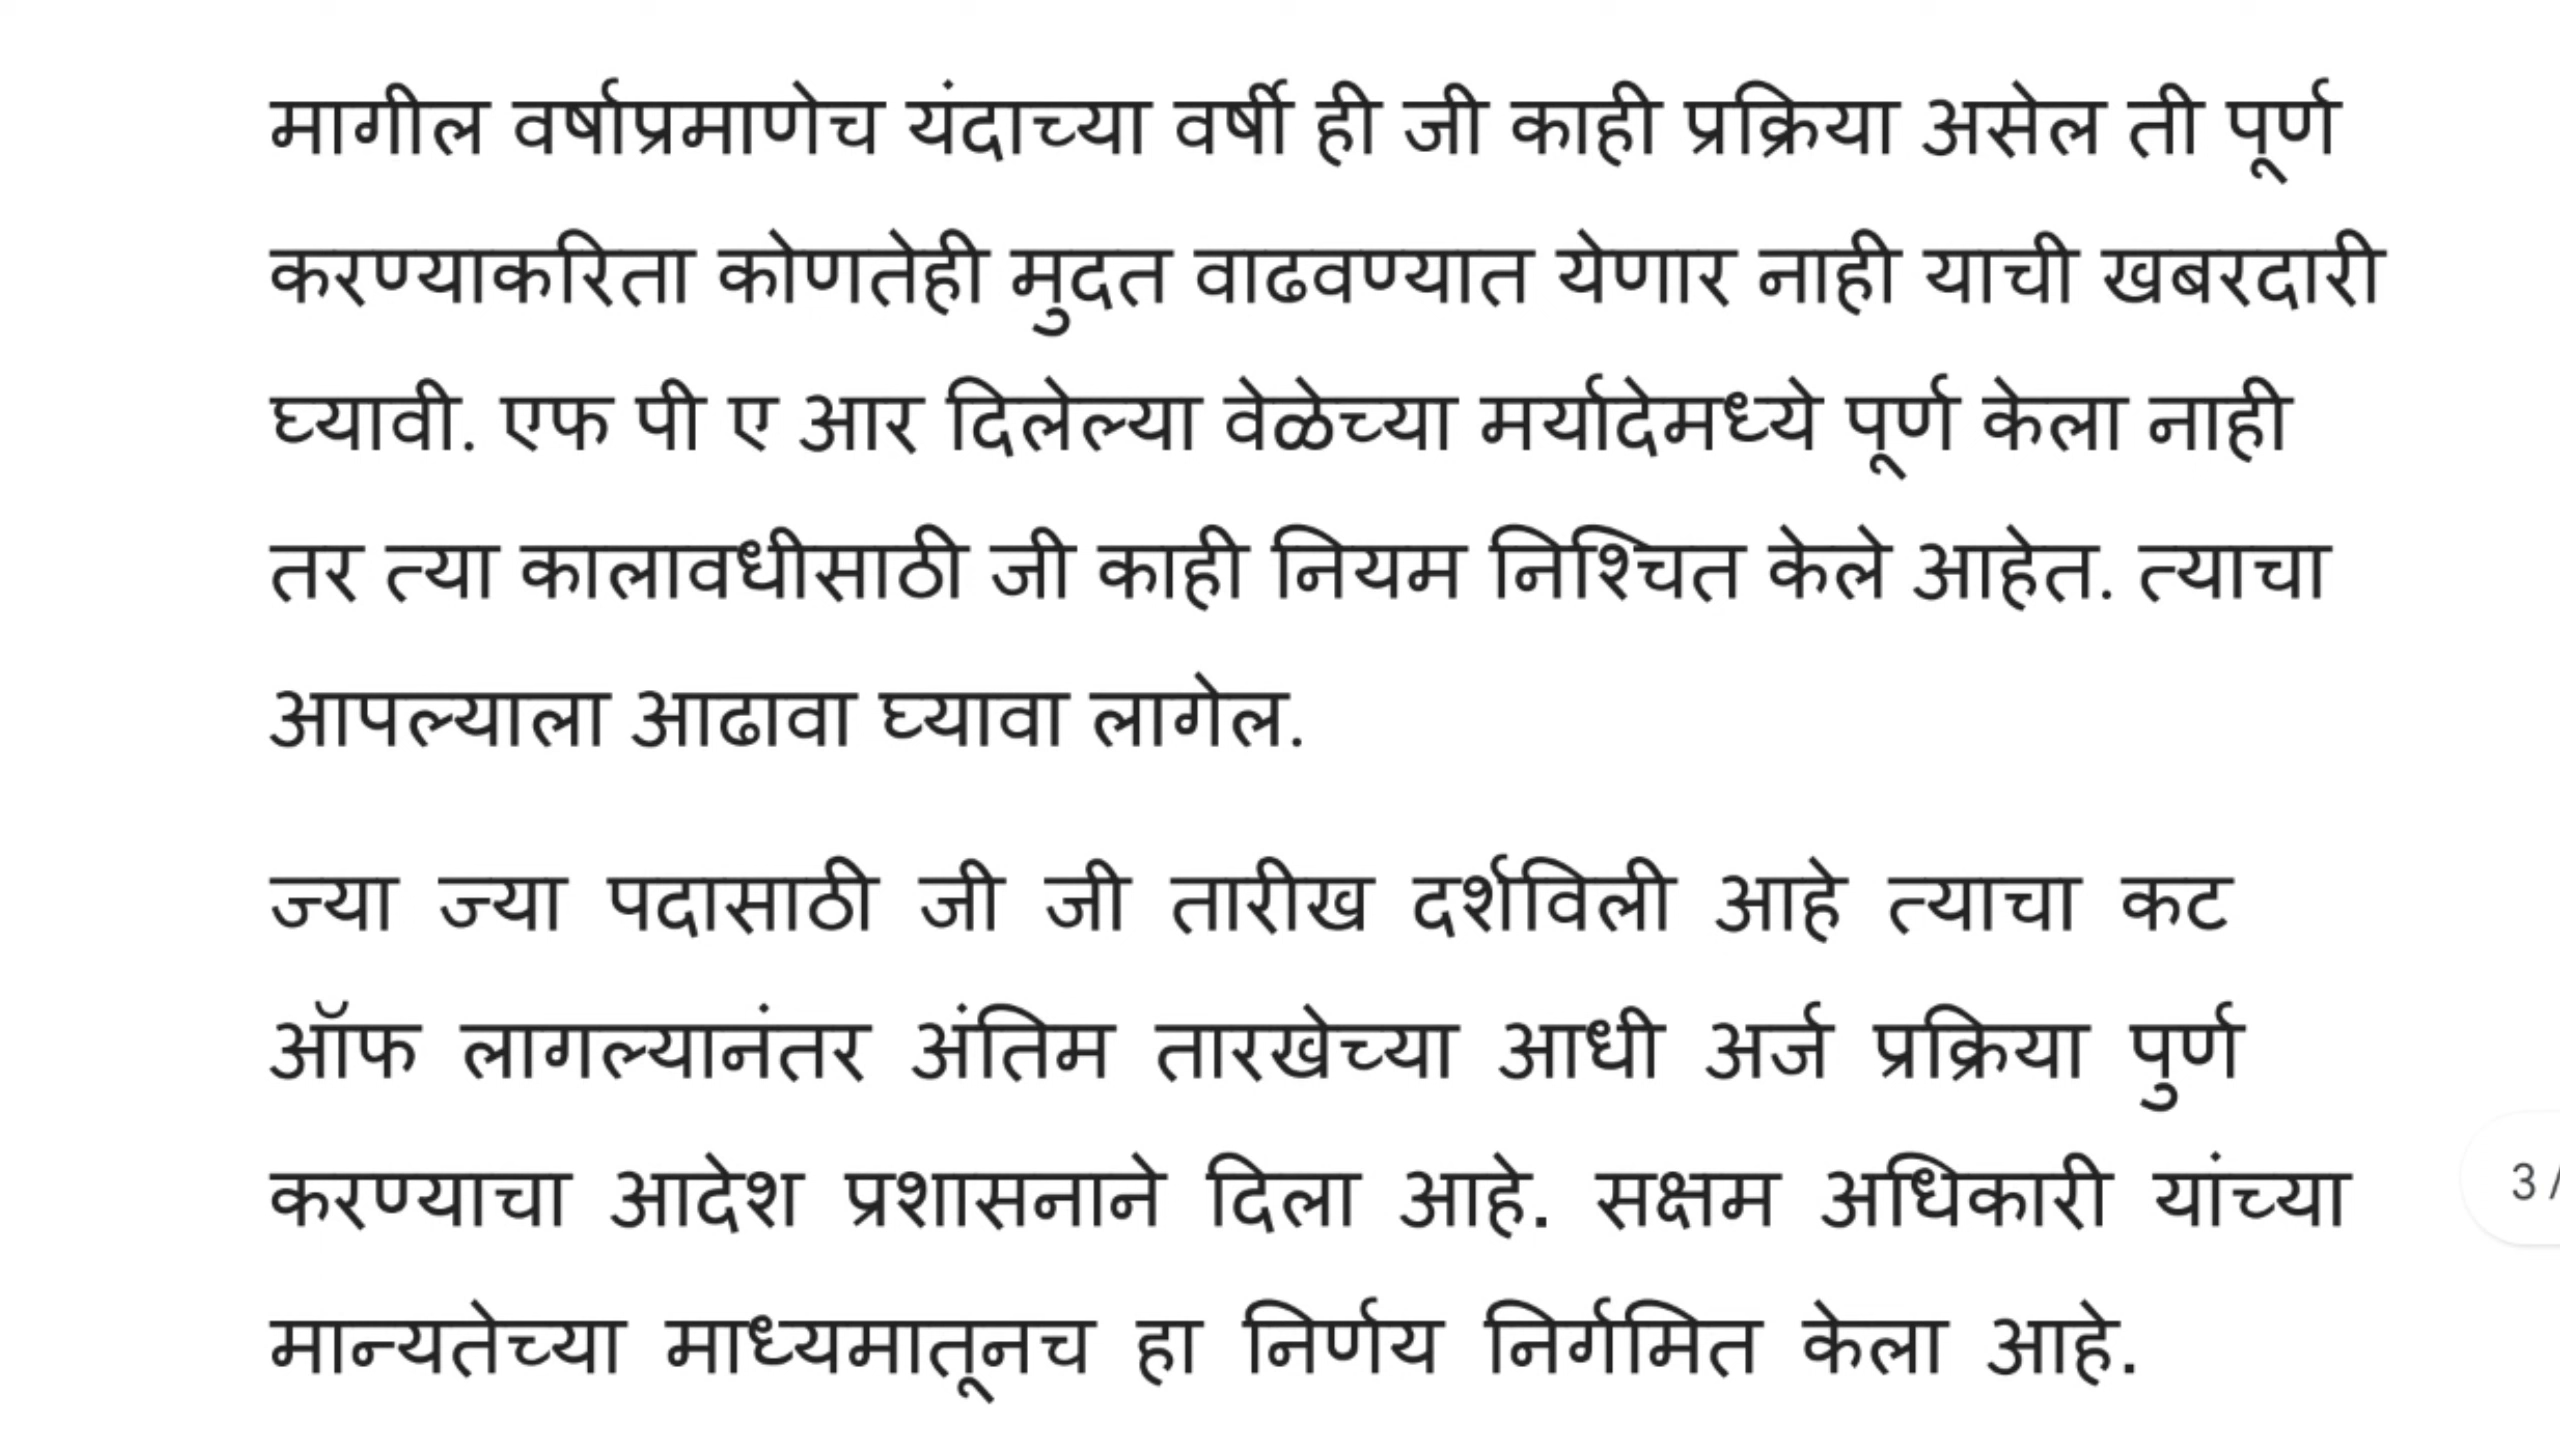 मागील वर्षाप्रमाणेच यंदाच्या वर्षी ही जी काही प्रक्रिया असेल ती पूर्ण
करण्याकरिता कोणतेही मुदत वाढवण्यात येणार नाही याची खबरदारी
घ्यावी. एफ पी ए आर दिलेल्या वेळेच्या मर्यादेमध्ये पूर्ण केला नाही
तर त्या कालावधीसाठी जी काही नियम निश्चित केले आहेत. त्याचा
आपल्याला आढावा घ्यावा लागेल.
ज्या ज्या पदासाठी जी जी तारीख दर्शविली आहे त्याचा कट
ऑफ लागल्यानंतर अंतिम तारखेच्या आधी अर्ज प्रक्रिया पुर्ण
करण्याचा आदेश प्रशासनाने दिला आहे. सक्षम अधिकारी यांच्या
3 /
मान्यतेच्या माध्यमातूनच हा निर्णय निर्गमित केला आहे.